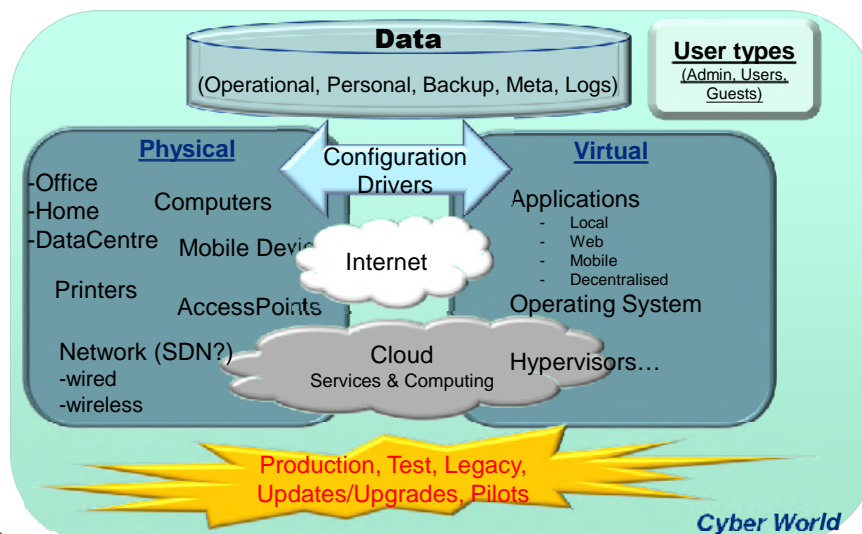 Data
(Operational, Personal, Backup, Meta, Logs)
User types
(Admin, Users,
Guests)
Physical
-Office
-Home
-DataCentre
Computers
Mobile Devic
Printers
AccessPoints
Network (SDN?)
-wired
-wireless
Configuration
Drivers
Internet
Cloud
Services & Computing
Virtual
Applications
- Local
- Web
- Mobile
- Decentralised
Operating System
Hypervisors…
Production, Test, Legacy,
Updates/Upgrades, Pilots
Cyber World